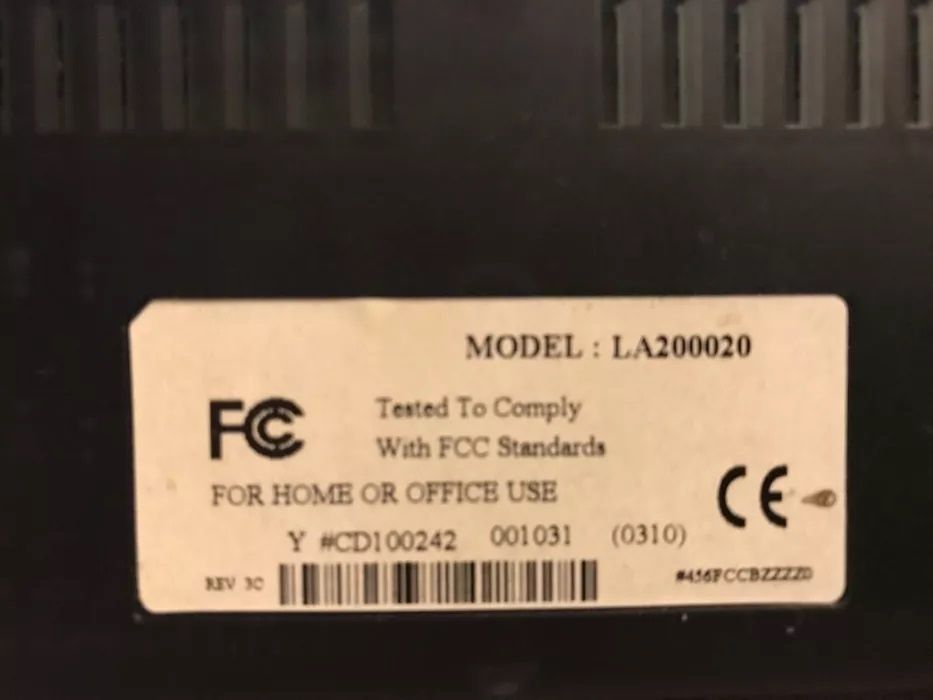 MODEL : LA200020
FC
Tested To Comply
With FCC Standards
FOR HOME OR OFFICE USE
CE
Y #CD100242 001031 (0310)
REV 3C
#456FCCBZZZZ0